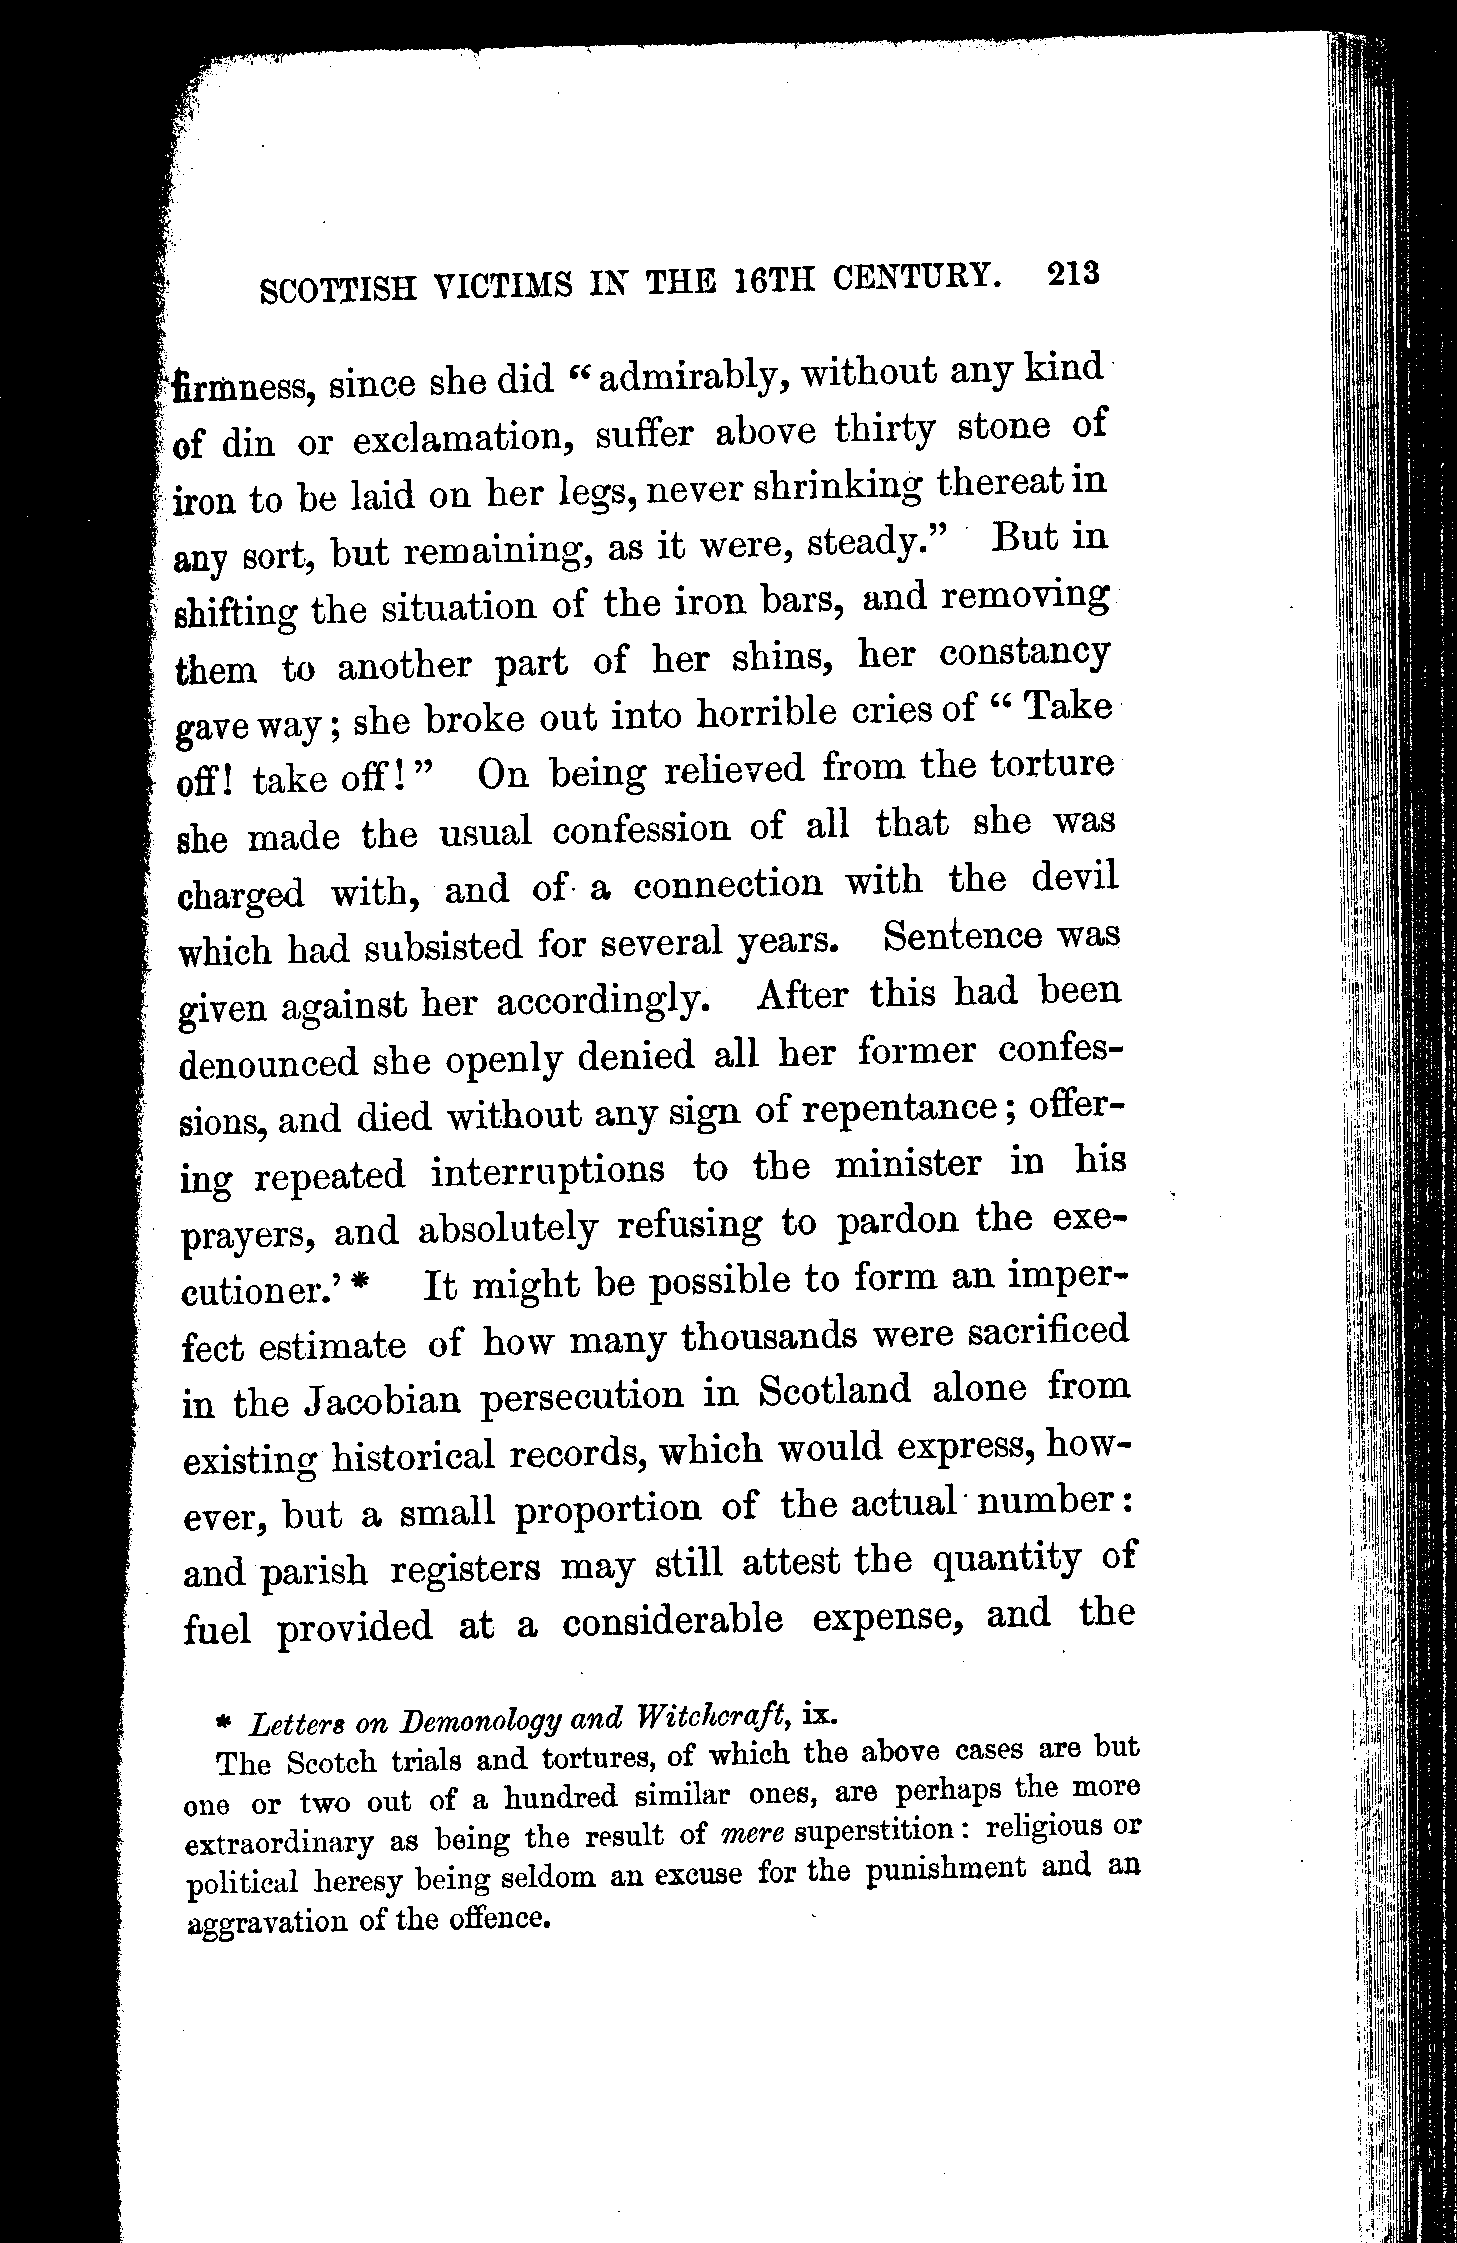 SCOTTISH VICTIMS IN THE 16TH CENTURY. 213
firmness, since she did “admirably, without any kind
of din or exclamation, suffer above thirty stone of
iron to be laid on her legs, never shrinking thereat in
any sort, but remaining, as it were, steady.” But in
shifting the situation of the iron bars, and removing
them to another part of her shins, her constancy
gave way; she broke out into horrible cries of “Take
off! take off!” On being relieved from the torture
she made the usual confession of all that she was
charged with, and of a connection with the devil
which had subsisted for several years. Sentence was
given against her accordingly. After this had been
denounced she openly denied all her former confes-
sions, and died without any sign of repentance; offer-
ing repeated interruptions to the minister in his
prayers, and absolutely refusing to pardon the exe-
cutioner.’* It might be possible to form an imper-
fect estimate of how many thousands were sacrificed
in the Jacobian persecution in Scotland alone from
existing historical records, which would express, how-
ever, but a small proportion of the actual number:
and parish registers may still attest the quantity of
fuel provided at a considerable expense, and the
* Letters on Demonology and Witchcraft, ix.
The Scotch trials and tortures, of which the above cases are but
one or two out of a hundred similar ones, are perhaps the more
extraordinary as being the result of mere superstition: religious or
political heresy being seldom an excuse for the punishment and an
aggravation of the offence.